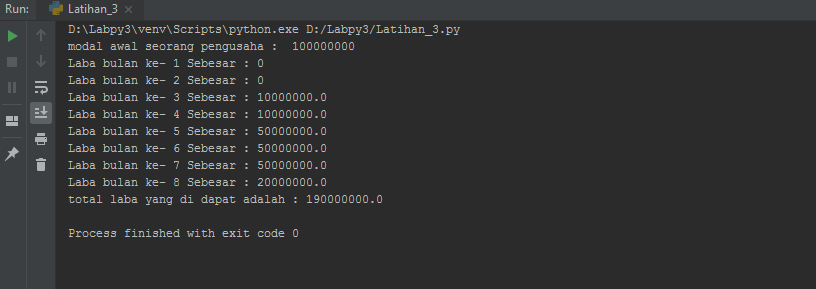 Run: Latihan_3
D:\Labpy3\venv\Scripts\python.exe D:/Labpy3/Latihan_3.py
modal awal seorang pengusaha :  100000000
Laba bulan ke- 1 Sebesar : 0
Laba bulan ke- 2 Sebesar : 0
Laba bulan ke- 3 Sebesar : 10000000.0
Laba bulan ke- 4 Sebesar : 10000000.0
Laba bulan ke- 5 Sebesar : 50000000.0
Laba bulan ke- 6 Sebesar : 50000000.0
Laba bulan ke- 7 Sebesar : 50000000.0
Laba bulan ke- 8 Sebesar : 20000000.0
total laba yang di dapat adalah : 190000000.0
Process finished with exit code 0